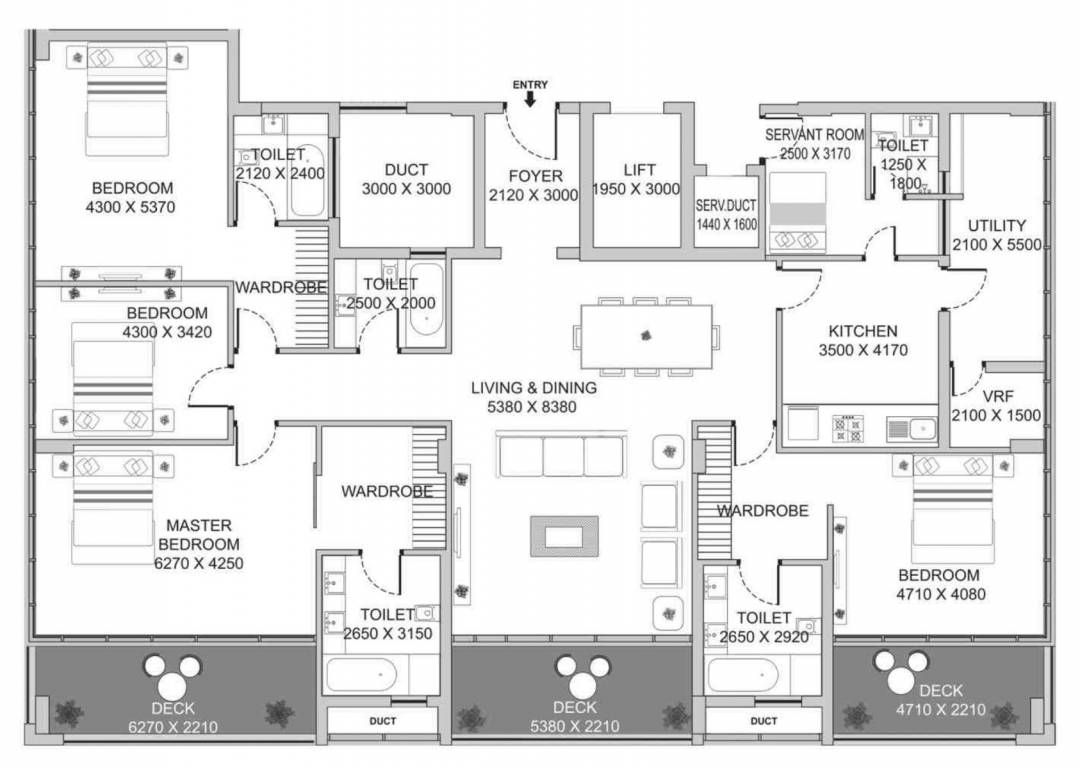 ENTRY
SERVANT ROOM
2500 X 3170
TOILET
1250 X
1800
TOILET
2120 X 2400
DUCT
3000 X 3000
FOYER
2120 X 3000
LIFT
1950 X 3000
BEDROOM
4300 X 5370
SERV.DUCT
1440 X 1600
UTILITY
2100 X 5500
WARDROBE
TOILET
2500 X 2000
BEDROOM
4300 X 3420
KITCHEN
3500 X 4170
LIVING & DINING
5380 X 8380
VRF
2100 X 1500
WARDROBE
WARDROBE
MASTER
BEDROOM
6270 X 4250
BEDROOM
4710 X 4080
TOILET
2650 X 3150
TOILET
2650 X 2920
DECK
6270 X 2210
DECK
5380 X 2210
DECK
4710 X 2210
DUCT
DUCT